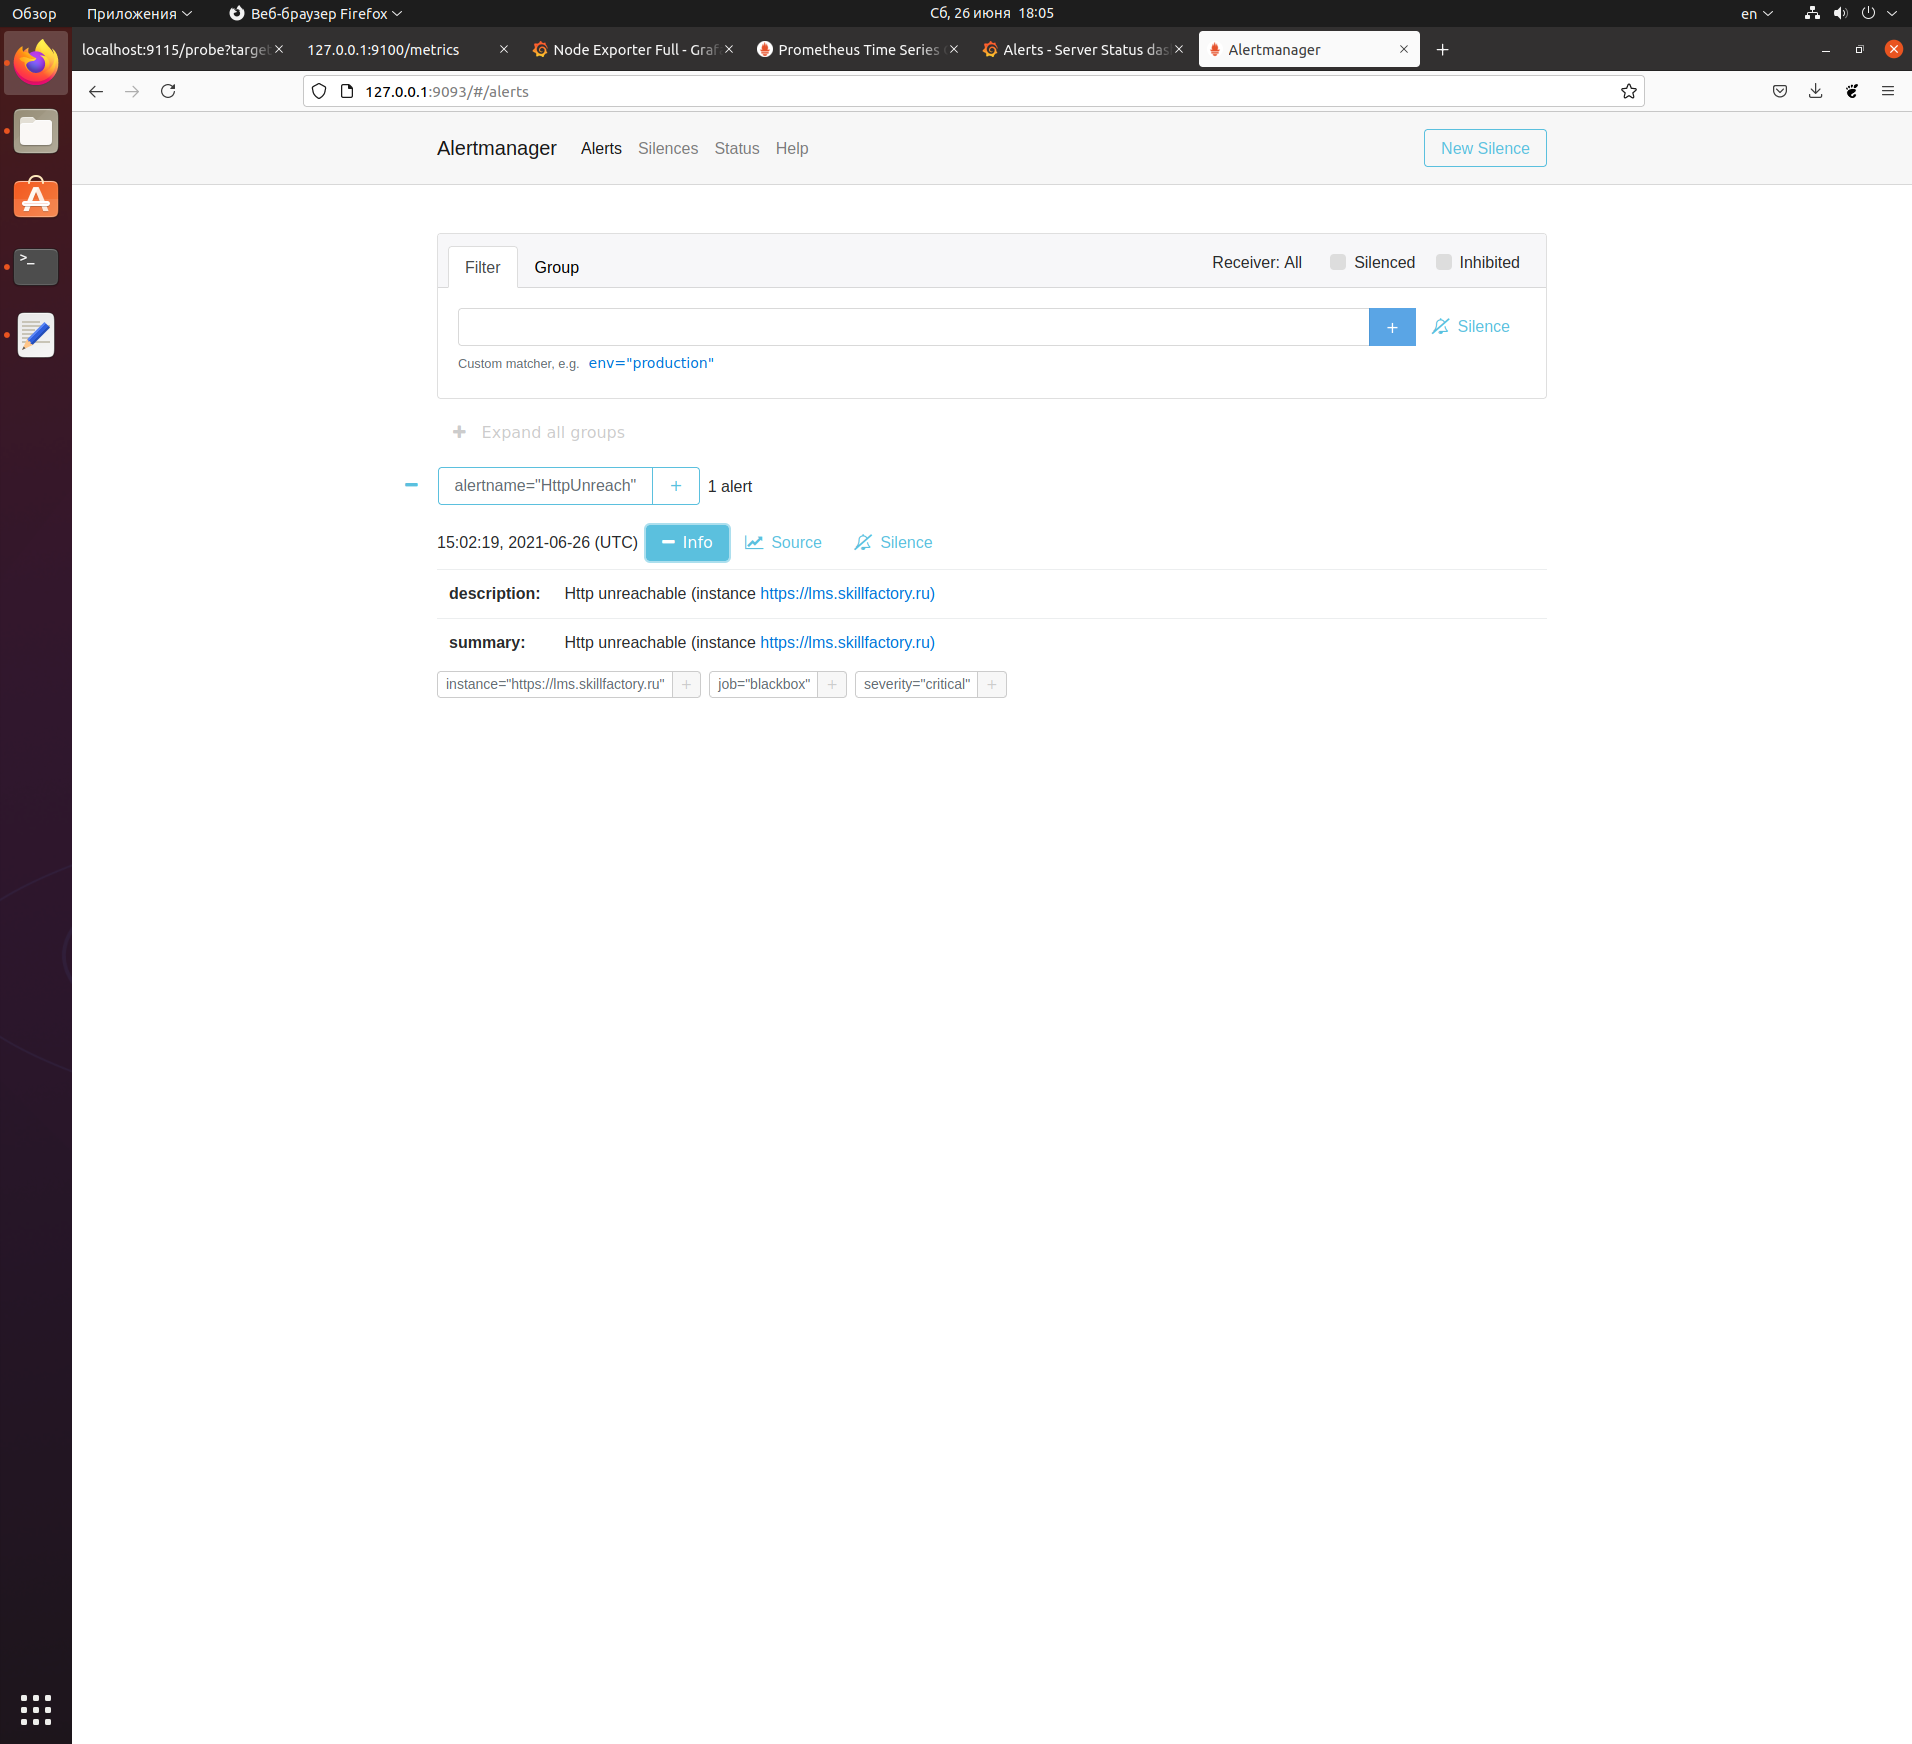 Обзор Приложения Веб-браузер Firefox Сб, 26 июня 18:05 en
localhost:9115/probe?target 127.0.0.1:9100/metrics Node Exporter Full - Graf Prometheus Time Series Alerts - Server Status das Alertmanager
127.0.0.1:9093/#/alerts
Alertmanager Alerts Silences Status Help New Silence
Filter Group Receiver: All Silenced Inhibited
+ Silence
Custom matcher, e.g. env="production"
+ Expand all groups
− alertname="HttpUnreach" + 1 alert
15:02:19, 2021-06-26 (UTC) − Info Source Silence
description: Http unreachable (instance https://lms.skillfactory.ru)
summary: Http unreachable (instance https://lms.skillfactory.ru)
instance="https://lms.skillfactory.ru" + job="blackbox" + severity="critical" +